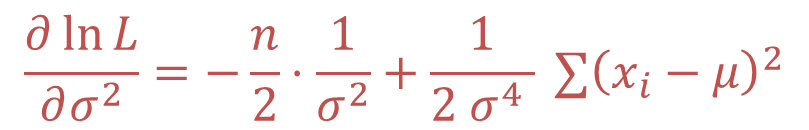 ∂ ln L / ∂σ² = − n/2 · 1/σ² + 1/(2 σ⁴) ∑(xᵢ − μ)²